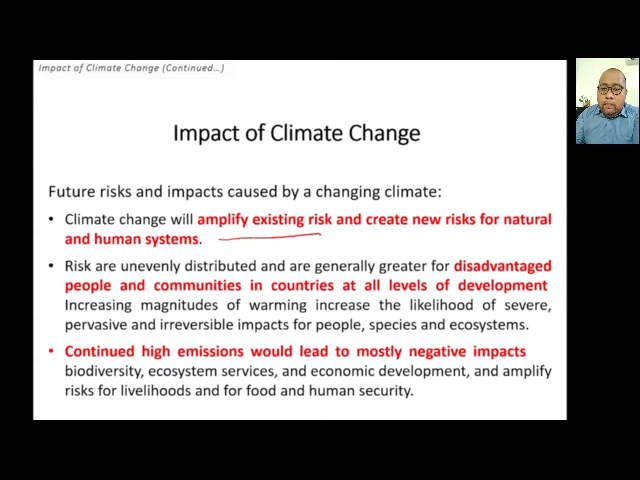 Impact of Climate Change (Continued...)
Impact of Climate Change
Future risks and impacts caused by a changing climate:
• Climate change will amplify existing risk and create new risks for natural
and human systems.
• Risk are unevenly distributed and are generally greater for disadvantaged
people and communities in countries at all levels of development
Increasing magnitudes of warming increase the likelihood of severe,
pervasive and irreversible impacts for people, species and ecosystems.
• Continued high emissions would lead to mostly negative impacts
biodiversity, ecosystem services, and economic development, and amplify
risks for livelihoods and for food and human security.